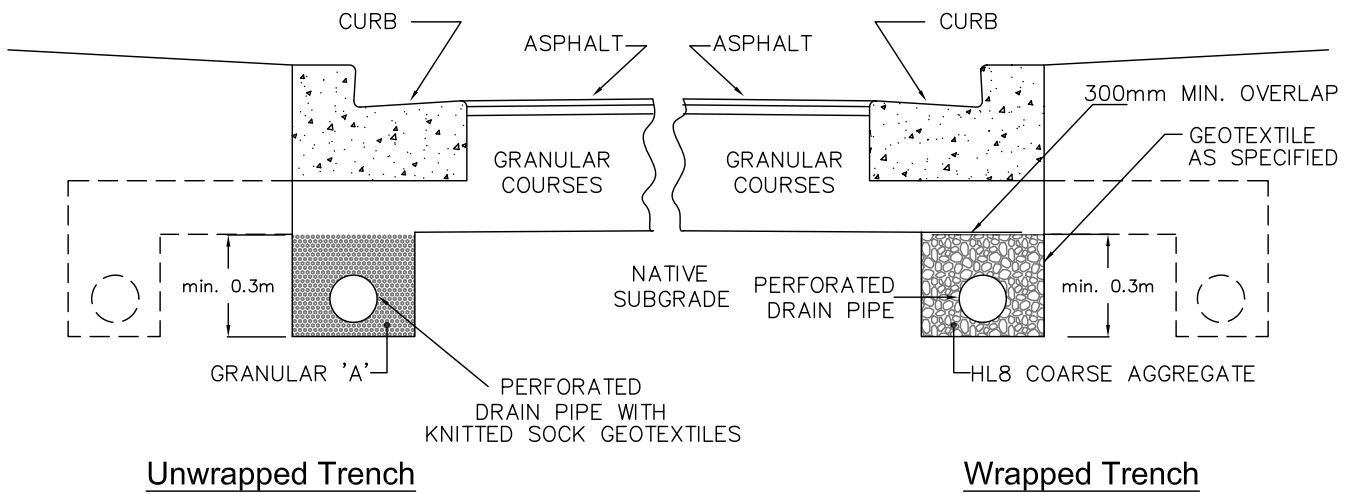 CURB
ASPHALT
ASPHALT
CURB
300mm MIN. OVERLAP
GEOTEXTILE
AS SPECIFIED
GRANULAR
COURSES
GRANULAR
COURSES
min. 0.3m
NATIVE
SUBGRADE
PERFORATED
DRAIN PIPE
min. 0.3m
GRANULAR 'A'
HL8 COARSE AGGREGATE
PERFORATED
DRAIN PIPE WITH
KNITTED SOCK GEOTEXTILES
Unwrapped Trench
Wrapped Trench